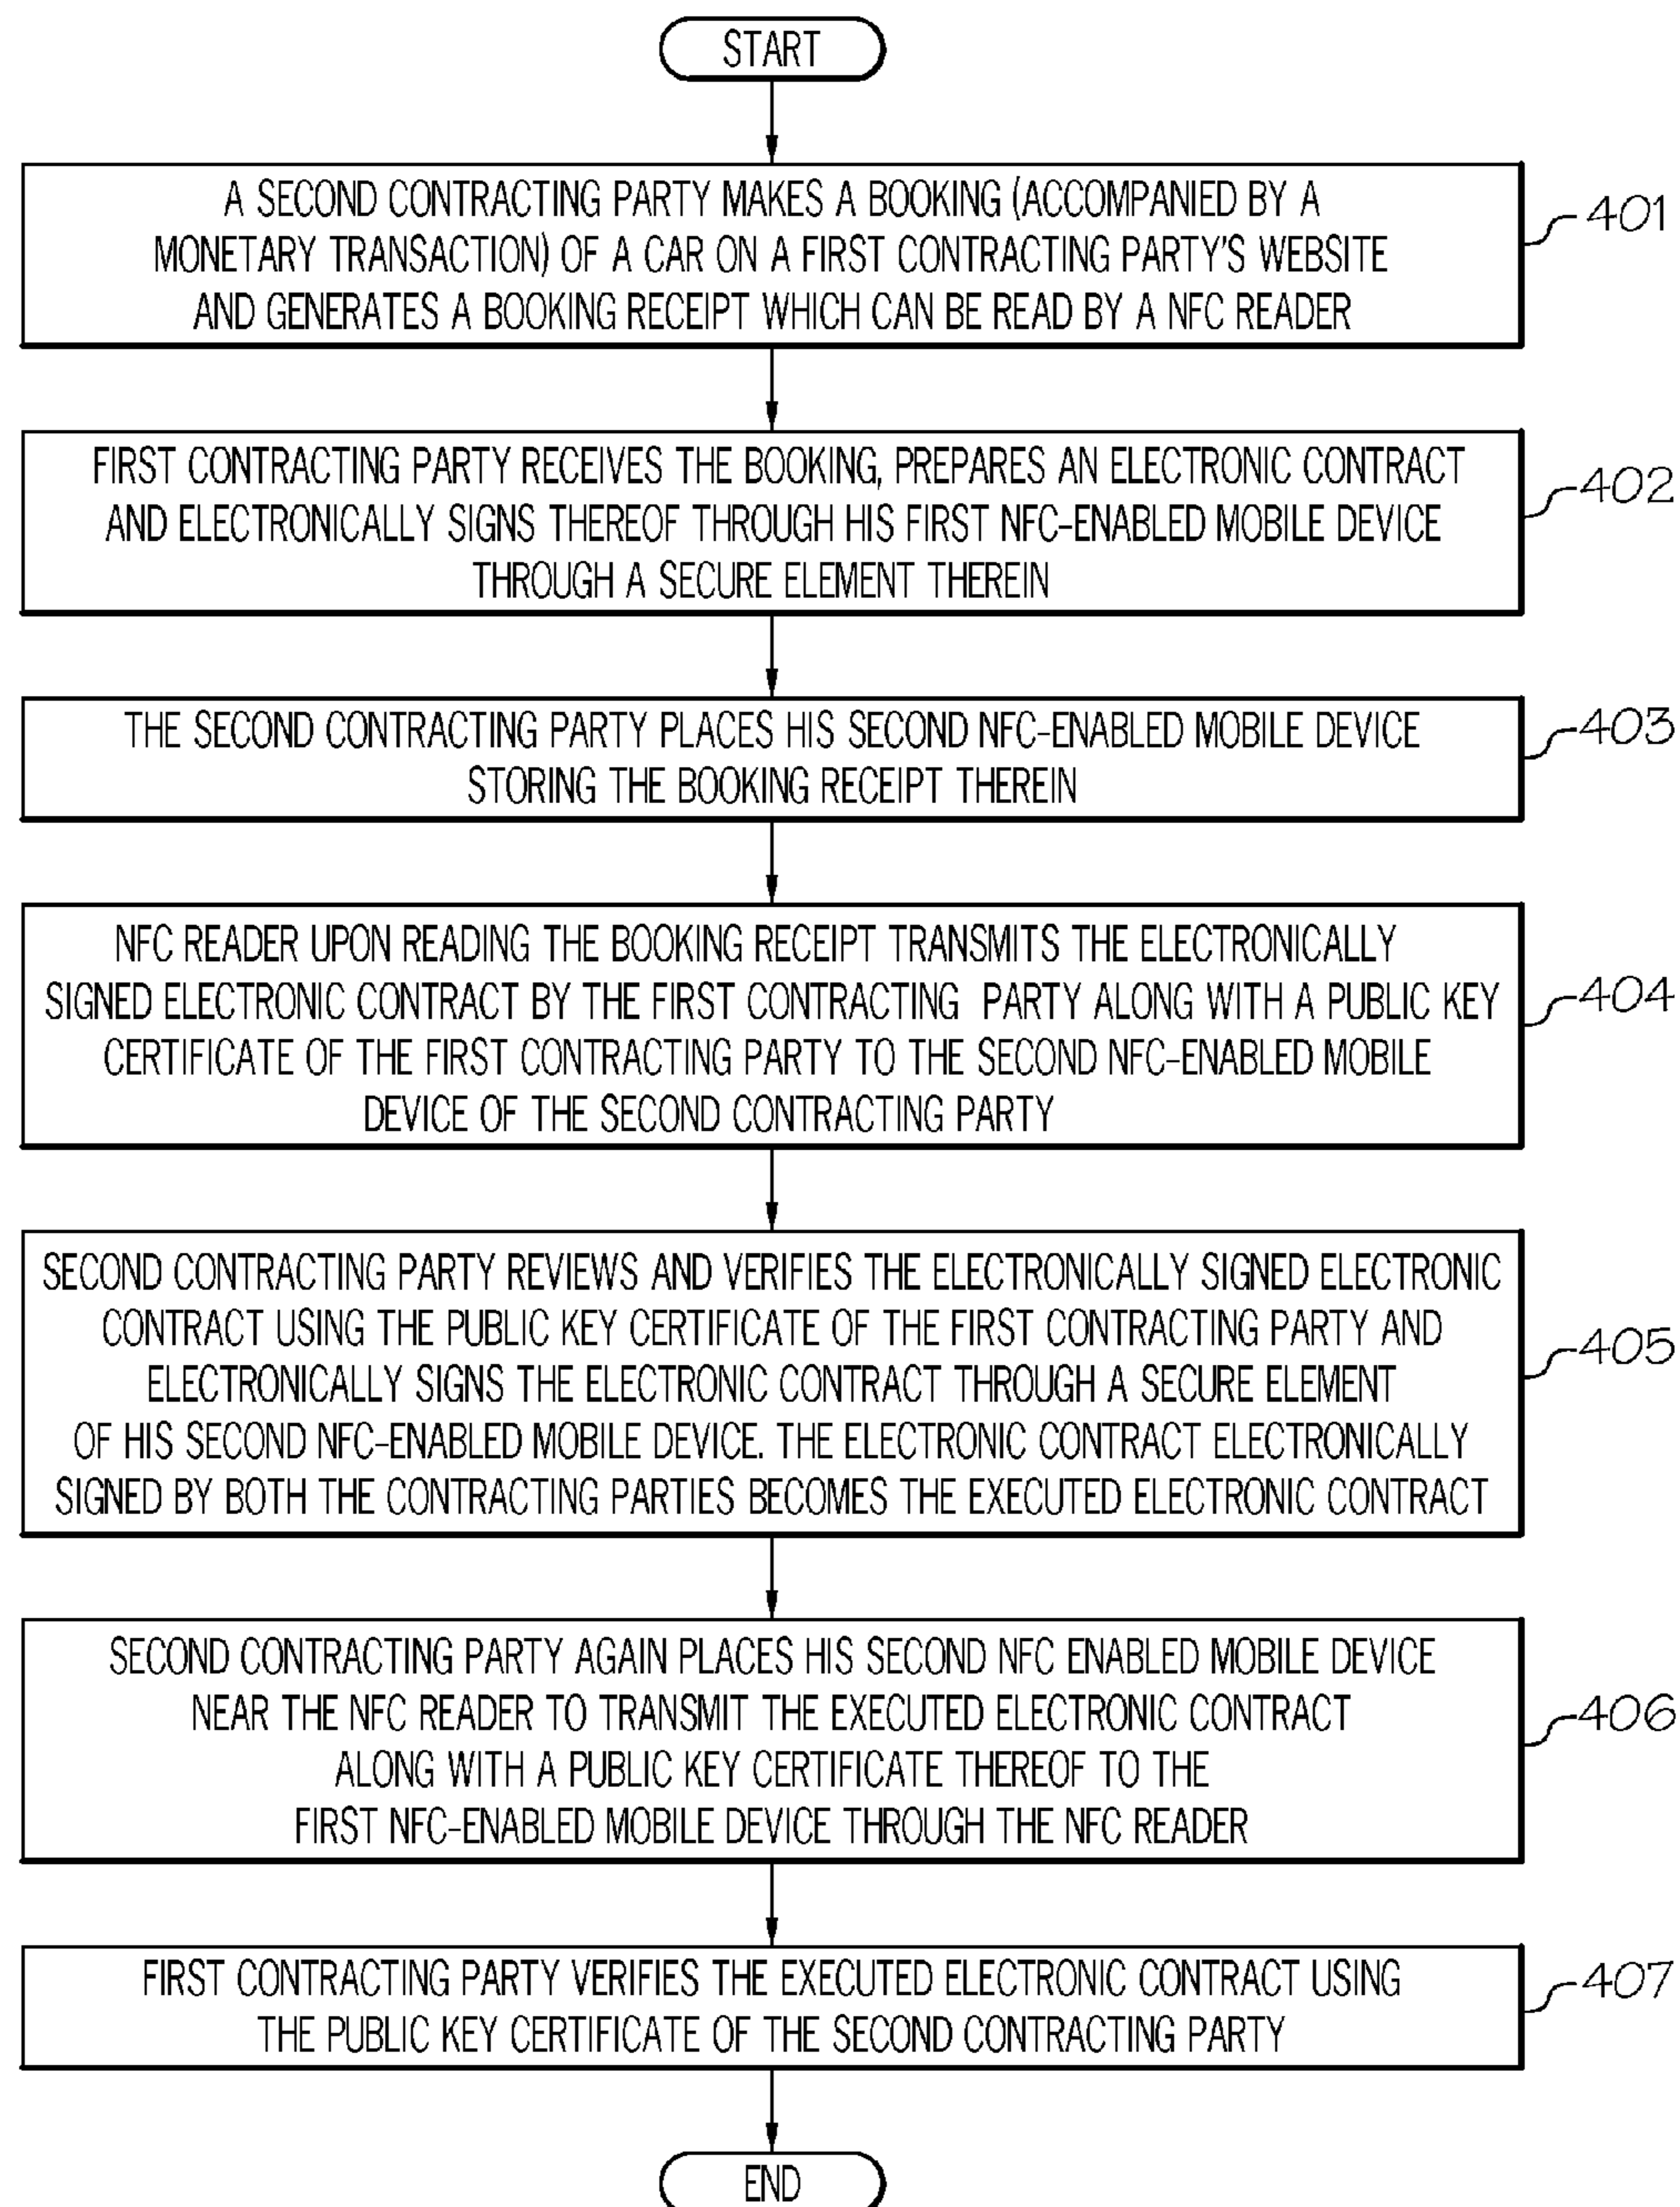 START
A SECOND CONTRACTING PARTY MAKES A BOOKING (ACCOMPANIED BY A
MONETARY TRANSACTION) OF A CAR ON A FIRST CONTRACTING PARTY'S WEBSITE
AND GENERATES A BOOKING RECEIPT WHICH CAN BE READ BY A NFC READER
401
FIRST CONTRACTING PARTY RECEIVES THE BOOKING, PREPARES AN ELECTRONIC CONTRACT
AND ELECTRONICALLY SIGNS THEREOF THROUGH HIS FIRST NFC-ENABLED MOBILE DEVICE
THROUGH A SECURE ELEMENT THEREIN
402
THE SECOND CONTRACTING PARTY PLACES HIS SECOND NFC-ENABLED MOBILE DEVICE
STORING THE BOOKING RECEIPT THEREIN
403
NFC READER UPON READING THE BOOKING RECEIPT TRANSMITS THE ELECTRONICALLY
SIGNED ELECTRONIC CONTRACT BY THE FIRST CONTRACTING PARTY ALONG WITH A PUBLIC KEY
CERTIFICATE OF THE FIRST CONTRACTING PARTY TO THE SECOND NFC-ENABLED MOBILE
DEVICE OF THE SECOND CONTRACTING PARTY
404
SECOND CONTRACTING PARTY REVIEWS AND VERIFIES THE ELECTRONICALLY SIGNED ELECTRONIC
CONTRACT USING THE PUBLIC KEY CERTIFICATE OF THE FIRST CONTRACTING PARTY AND
ELECTRONICALLY SIGNS THE ELECTRONIC CONTRACT THROUGH A SECURE ELEMENT
OF HIS SECOND NFC-ENABLED MOBILE DEVICE. THE ELECTRONIC CONTRACT ELECTRONICALLY
SIGNED BY BOTH THE CONTRACTING PARTIES BECOMES THE EXECUTED ELECTRONIC CONTRACT
405
SECOND CONTRACTING PARTY AGAIN PLACES HIS SECOND NFC ENABLED MOBILE DEVICE
NEAR THE NFC READER TO TRANSMIT THE EXECUTED ELECTRONIC CONTRACT
ALONG WITH A PUBLIC KEY CERTIFICATE THEREOF TO THE
FIRST NFC-ENABLED MOBILE DEVICE THROUGH THE NFC READER
406
FIRST CONTRACTING PARTY VERIFIES THE EXECUTED ELECTRONIC CONTRACT USING
THE PUBLIC KEY CERTIFICATE OF THE SECOND CONTRACTING PARTY
407
END